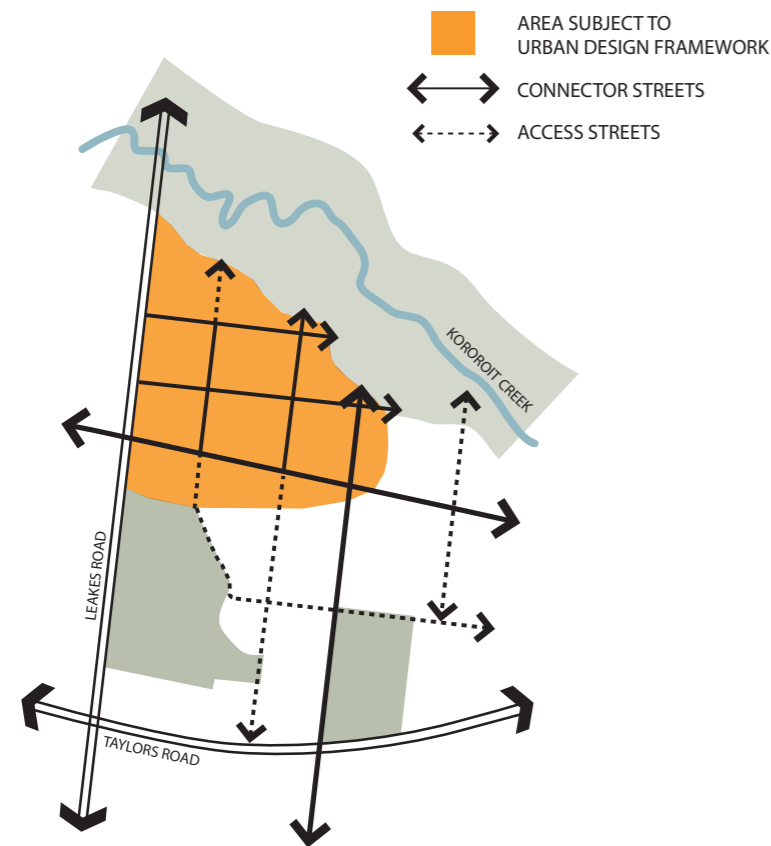 AREA SUBJECT TO
URBAN DESIGN FRAMEWORK
CONNECTOR STREETS
ACCESS STREETS
KOROROIT CREEK
LEAKES ROAD
TAYLORS ROAD